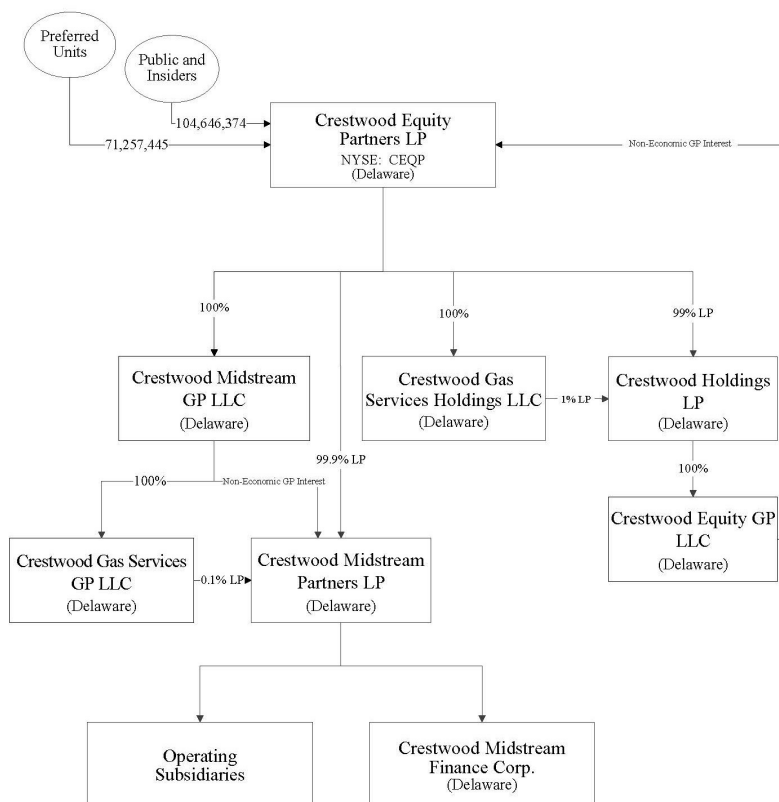 Preferred
Units
Public and
Insiders
104,646,374
71,257,445
Crestwood Equity
Partners LP
NYSE: CEQP
(Delaware)
Non-Economic GP Interest
100%
100%
99% LP
Crestwood Midstream
GP LLC
(Delaware)
Crestwood Gas
Services Holdings LLC
(Delaware)
1% LP
Crestwood Holdings
LP
(Delaware)
99.9% LP
100%
100%
Non-Economic GP Interest
Crestwood Equity GP
LLC
(Delaware)
Crestwood Gas Services
GP LLC
(Delaware)
0.1% LP
Crestwood Midstream
Partners LP
(Delaware)
Operating
Subsidiaries
Crestwood Midstream
Finance Corp.
(Delaware)